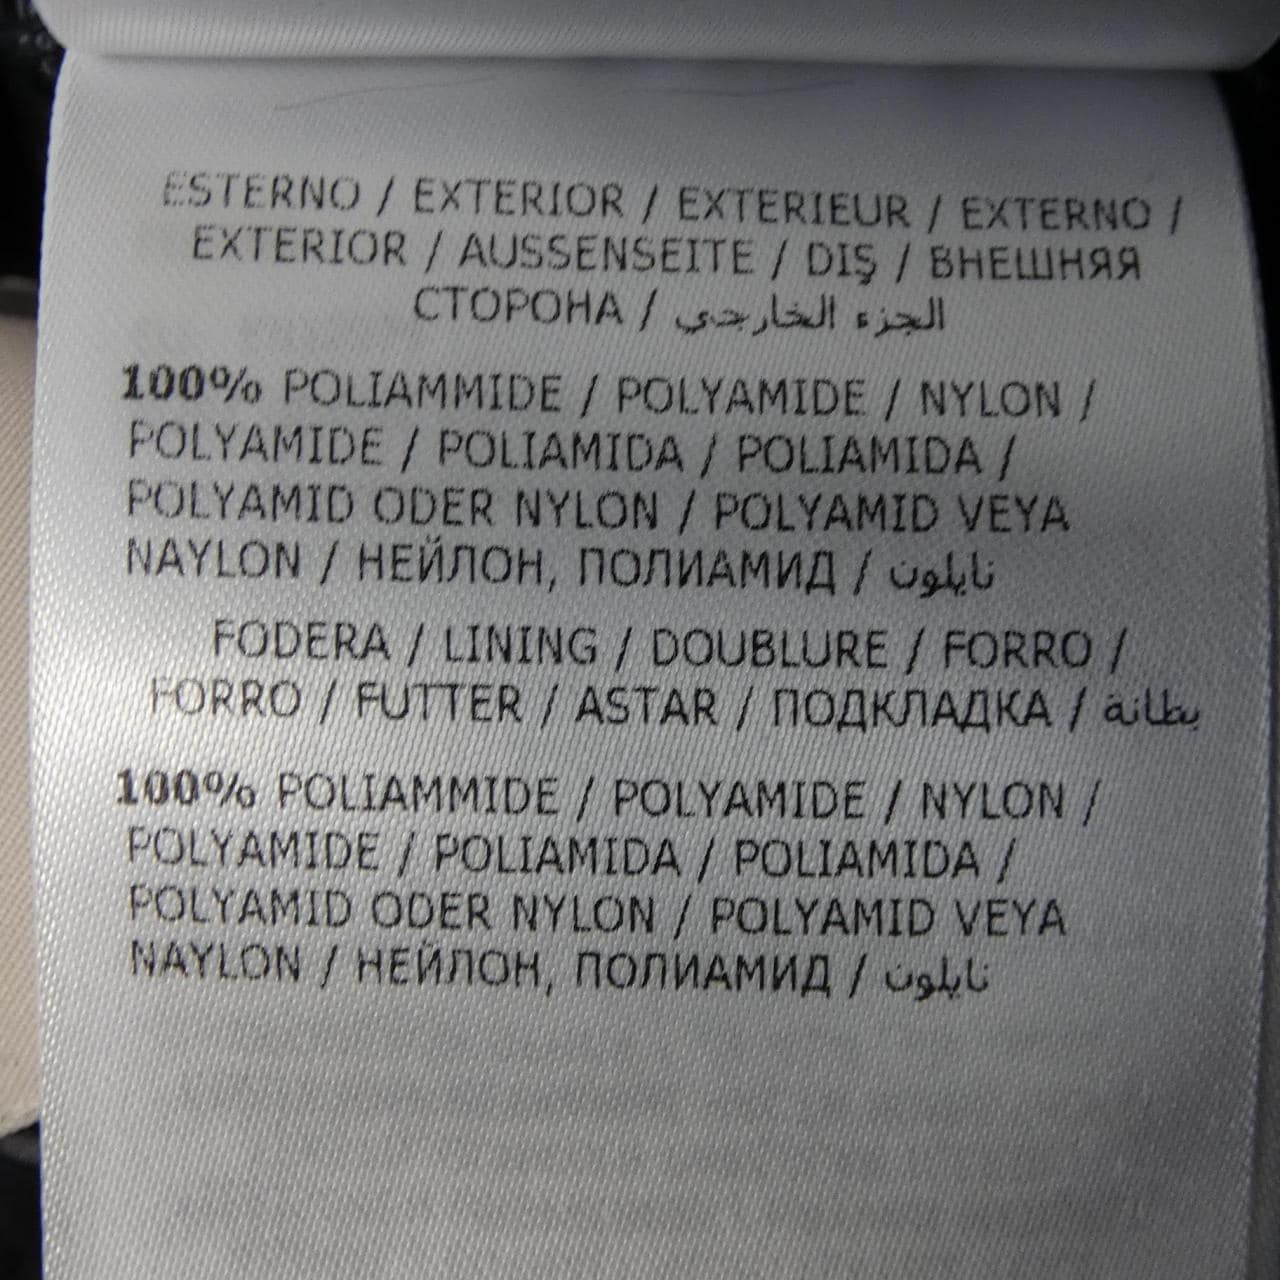 ESTERNO / EXTERIOR / EXTERIEUR / EXTERNO /
EXTERIOR / AUSSENSEITE / DIŞ / ВНЕШНЯЯ
СТОРОНА / الجزء الخارجي
100% POLIAMMIDE / POLYAMIDE / NYLON /
POLYAMIDE / POLIAMIDA / POLIAMIDA /
POLYAMID ODER NYLON / POLYAMID VEYA
NAYLON / НЕЙЛОН, ПОЛИАМИД / نايلون
FODERA / LINING / DOUBLURE / FORRO /
FORRO / FUTTER / ASTAR / ПОДКЛАДКА / بطانة
100% POLIAMMIDE / POLYAMIDE / NYLON /
POLYAMIDE / POLIAMIDA / POLIAMIDA /
POLYAMID ODER NYLON / POLYAMID VEYA
NAYLON / НЕЙЛОН, ПОЛИАМИД / نايلون